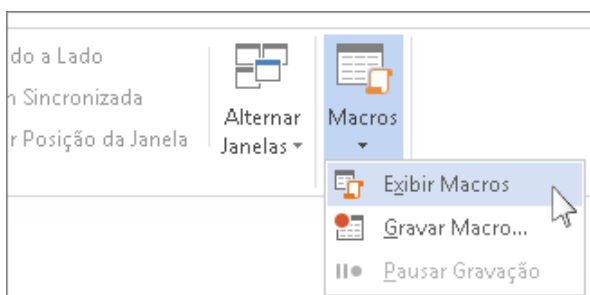 do a Lado
Sincronizada
r Posição da Janela
Alternar
Janelas
Macros
Exibir Macros
Gravar Macro...
Pausar Gravação